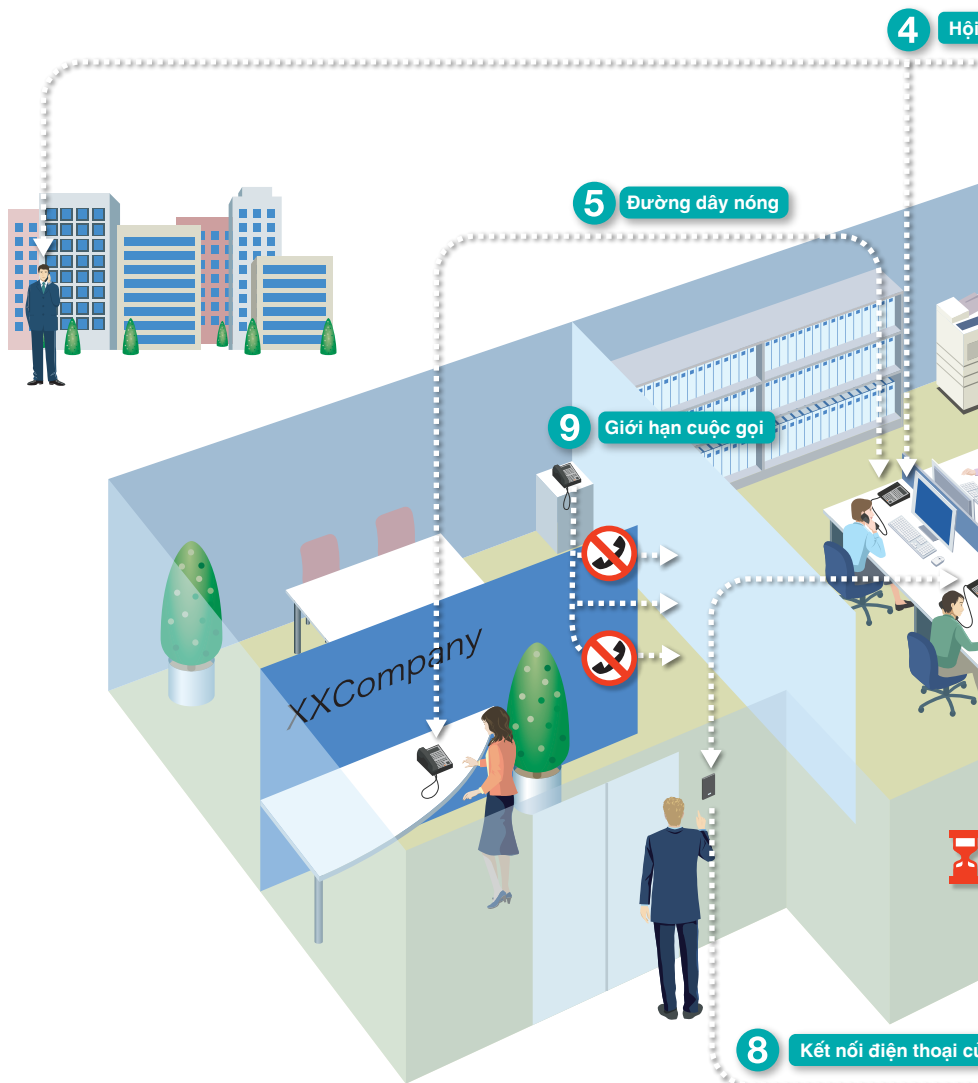 4 Hội
5 Đường dây nóng
9 Giới hạn cuộc gọi
XXCompany
8 Kết nối điện thoại